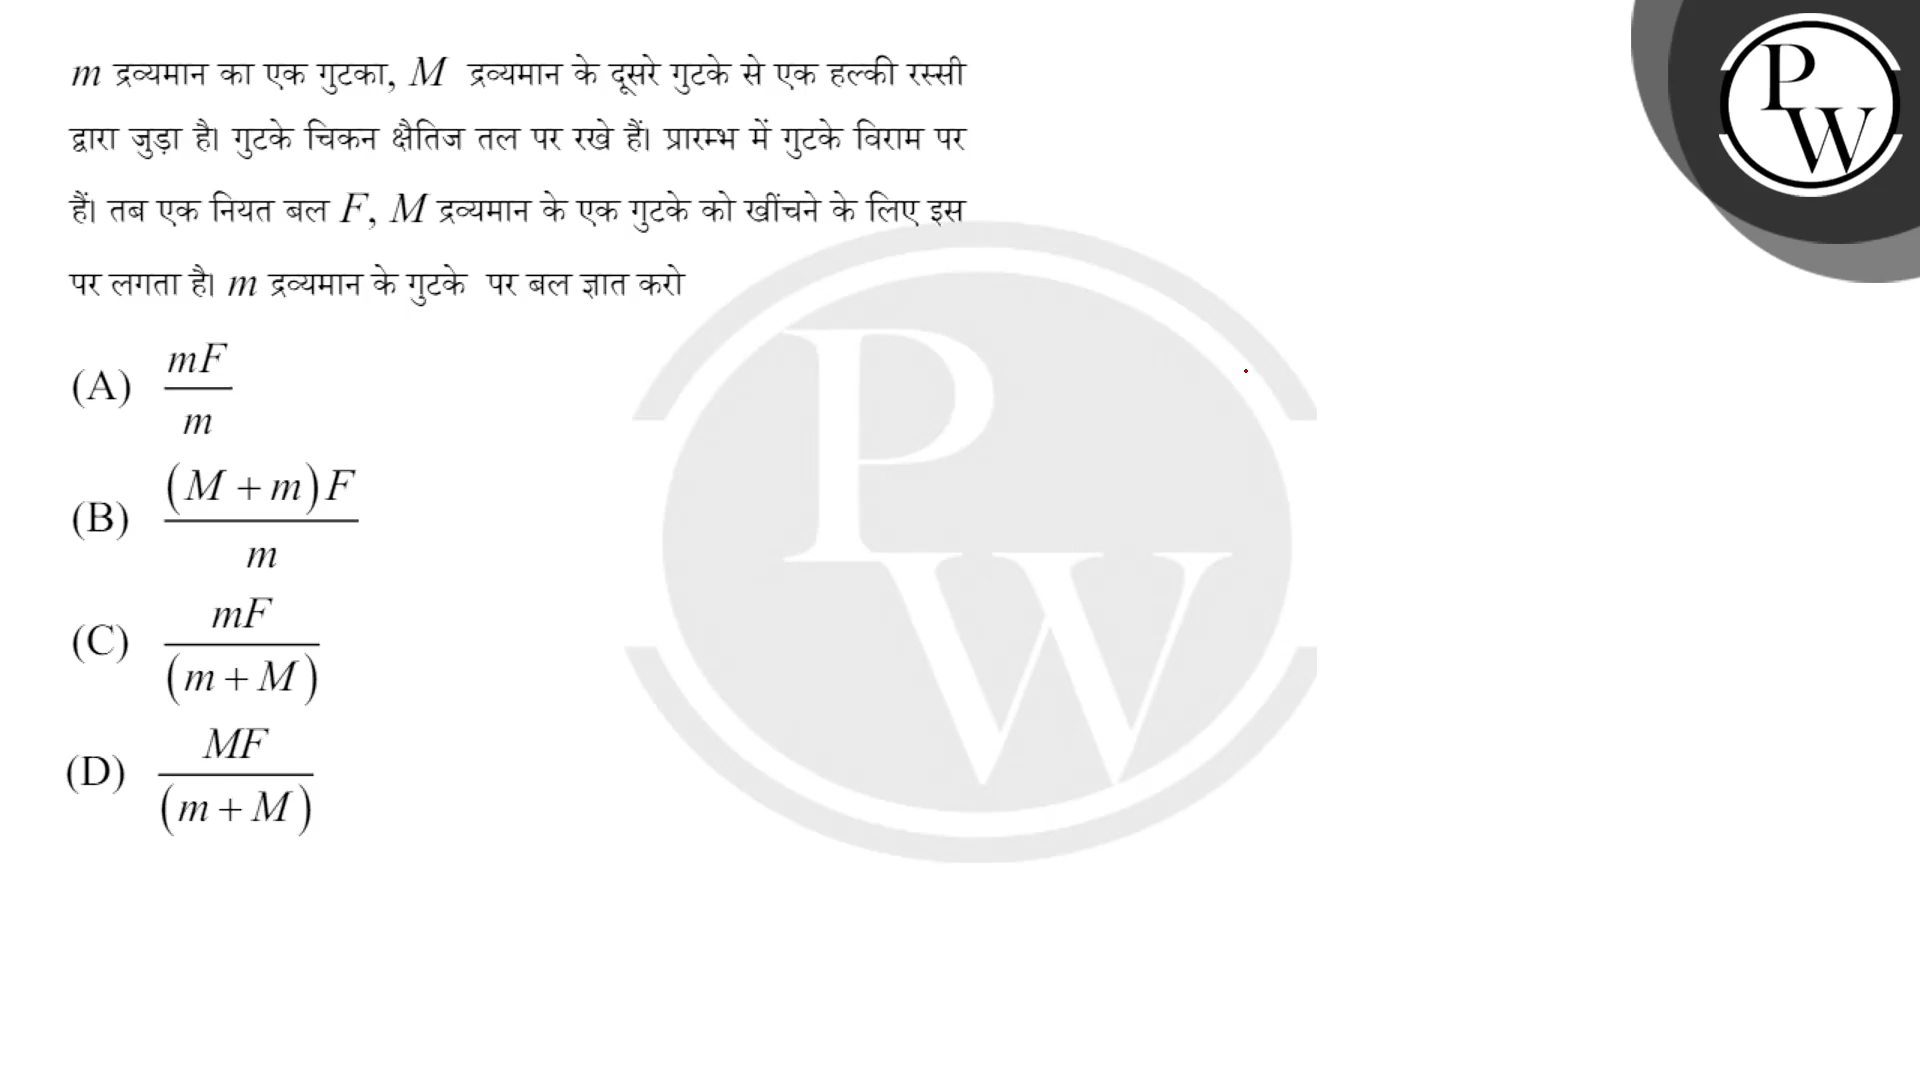 m द्रव्यमान का एक गुटका, M द्रव्यमान के दूसरे गुटके से एक हल्की रस्सी
द्वारा जुड़ा है। गुटके चिकन क्षैतिज तल पर रखे हैं। प्रारम्भ में गुटके विराम पर
हैं। तब एक नियत बल F, M द्रव्यमान के एक गुटके को खींचने के लिए इस
पर लगता है। m द्रव्यमान के गुटके पर बल ज्ञात करो
(A) mF/m
(B) (M + m)F/m
(C) mF/(m + M)
(D) MF/(m + M)
PW
PW